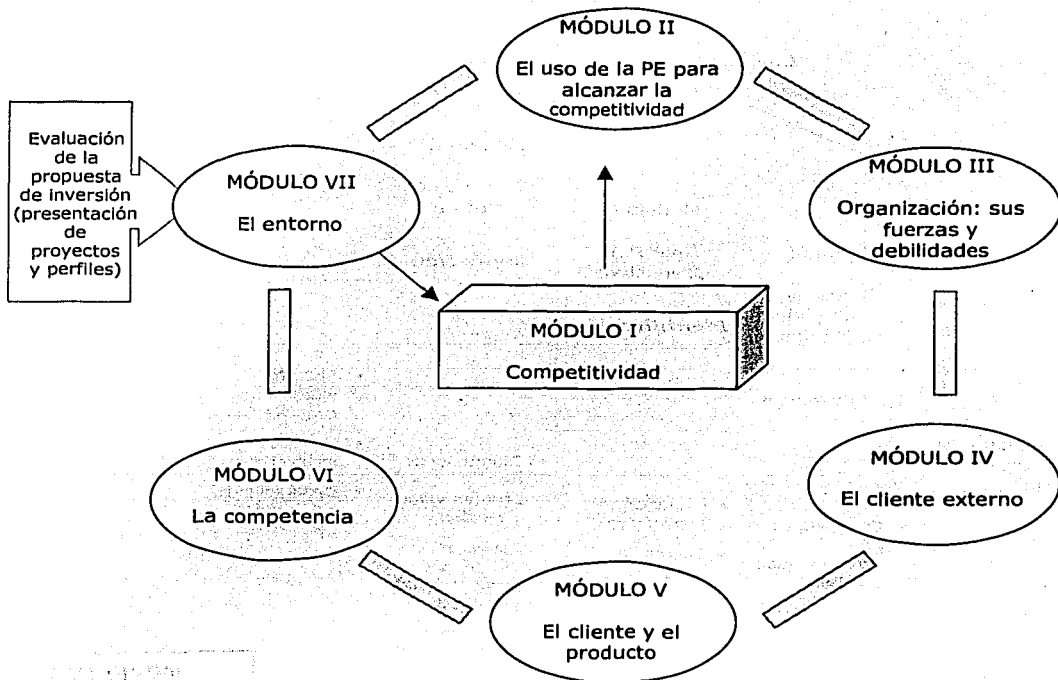 MÓDULO II
El uso de la PE para
alcanzar la
competitividad
Evaluación
de la
propuesta
de inversión
(presentación
de
proyectos
y perfiles)
MÓDULO VII
El entorno
MÓDULO III
Organización: sus
fuerzas y
debilidades
MÓDULO I
Competitividad
MÓDULO VI
La competencia
MÓDULO IV
El cliente externo
MÓDULO V
El cliente y el
producto